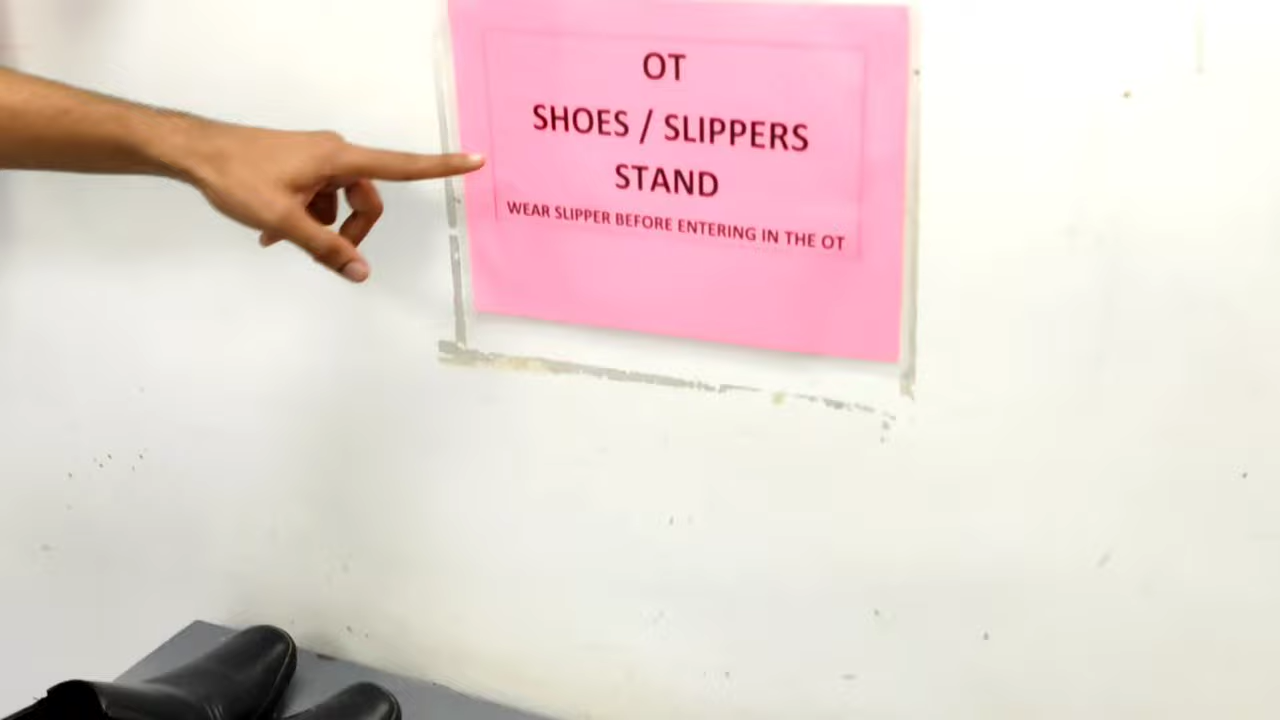 OT
SHOES / SLIPPERS
STAND
WEAR SLIPPER BEFORE ENTERING IN THE OT